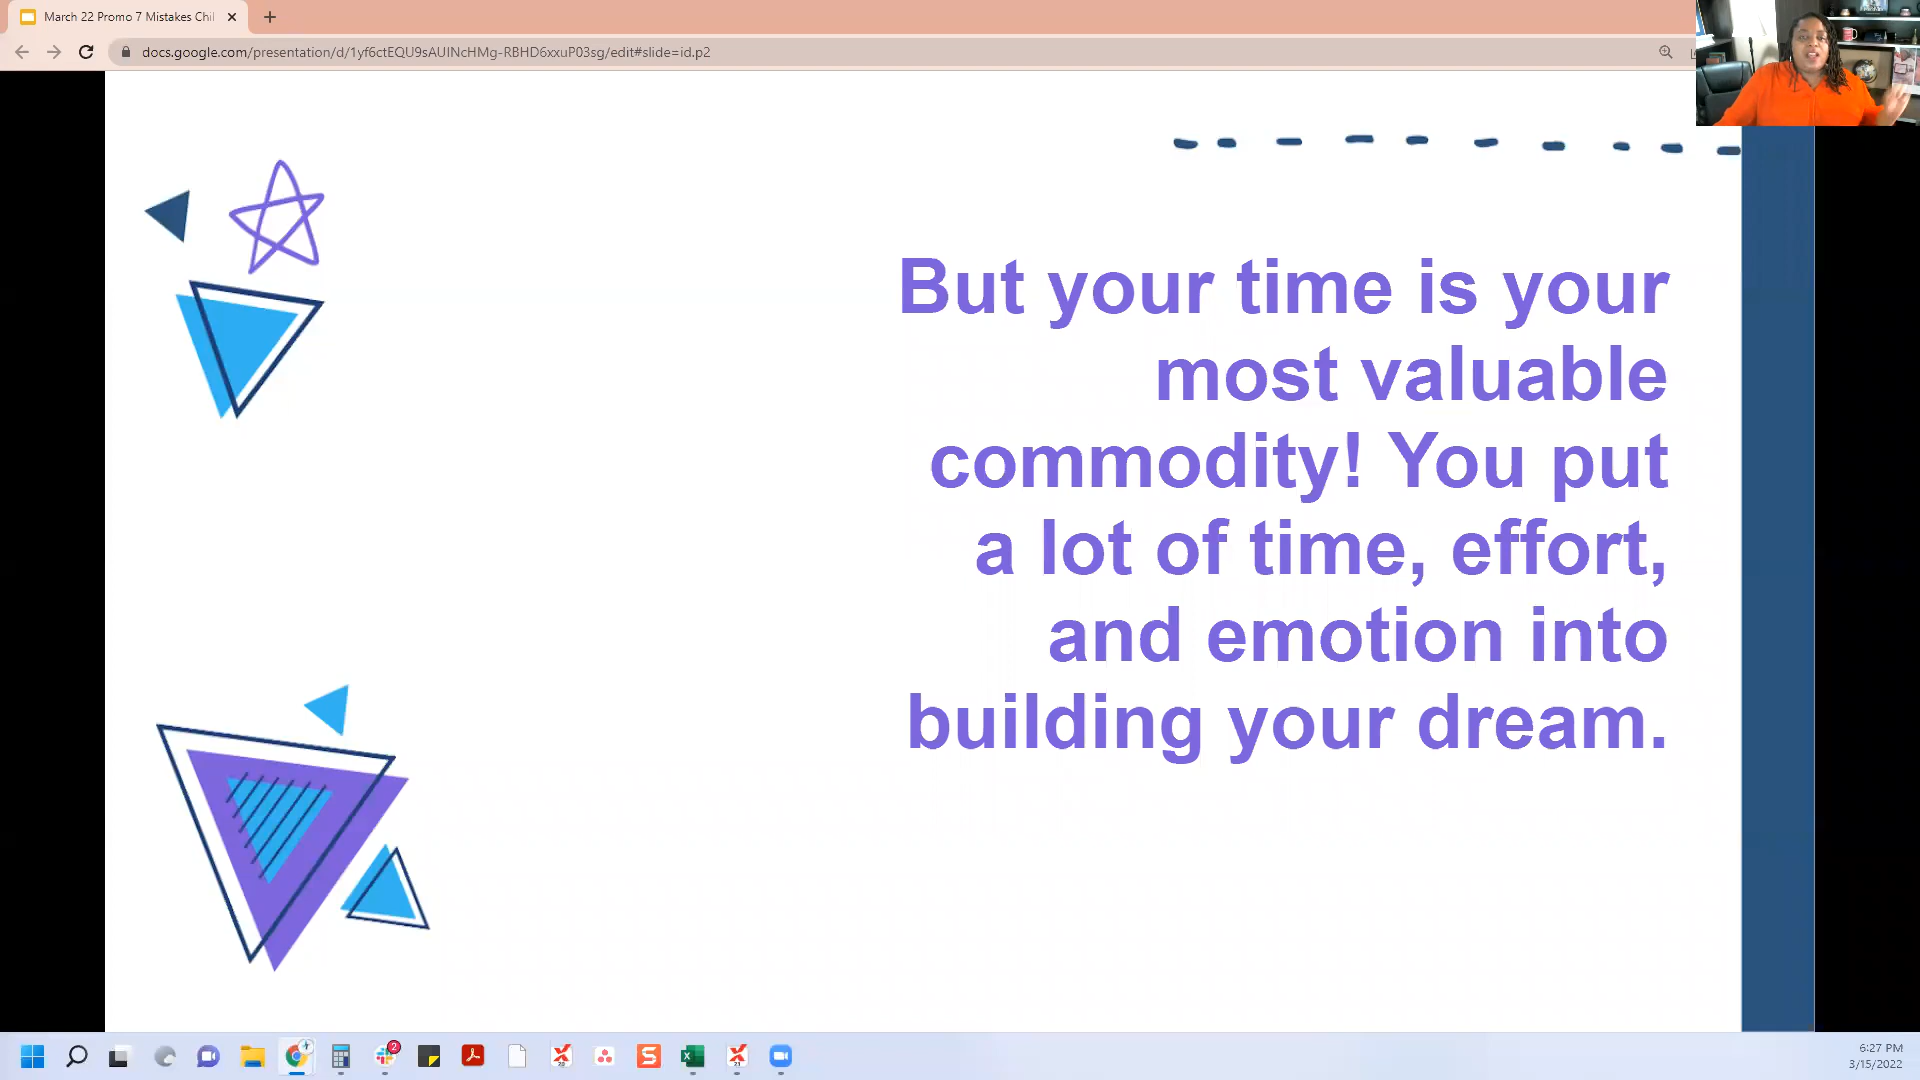 March 22 Promo 7 Mistakes Chi
docs.google.com/presentation/d/1yf6ctEQU9sAUINcHMg-RBHD6xxuP03sg/edit#slide=id.p2
But your time is your
most valuable
commodity! You put
a lot of time, effort,
and emotion into
building your dream.
2
S
6:27 PM
3/15/2022